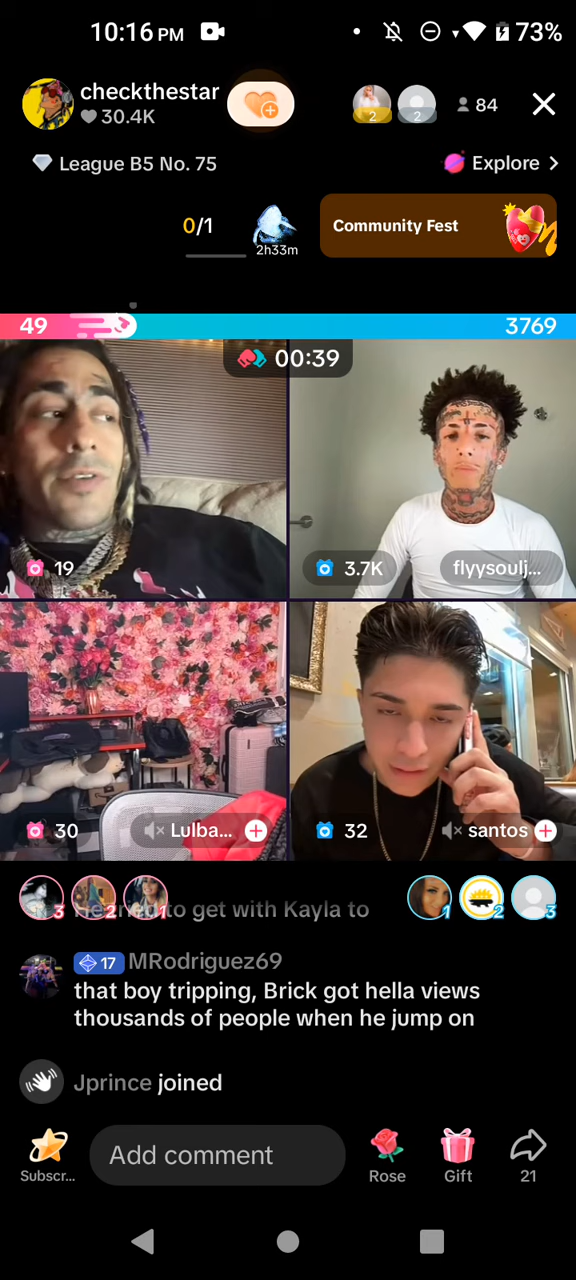 10:16 PM
73%
checkthestar
30.4K
2
2
84
League B5 No. 75
Explore
0/1
2h33m
Community Fest
49
3769
00:39
19
3.7K
flyysoulj...
30
Lulba...
32
santos
3
2
1
1
2
3
to get with Kayla to
17 MRodriguez69
that boy tripping, Brick got hella views
thousands of people when he jump on
Jprince joined
Subscr...
Add comment
Rose
Gift
21